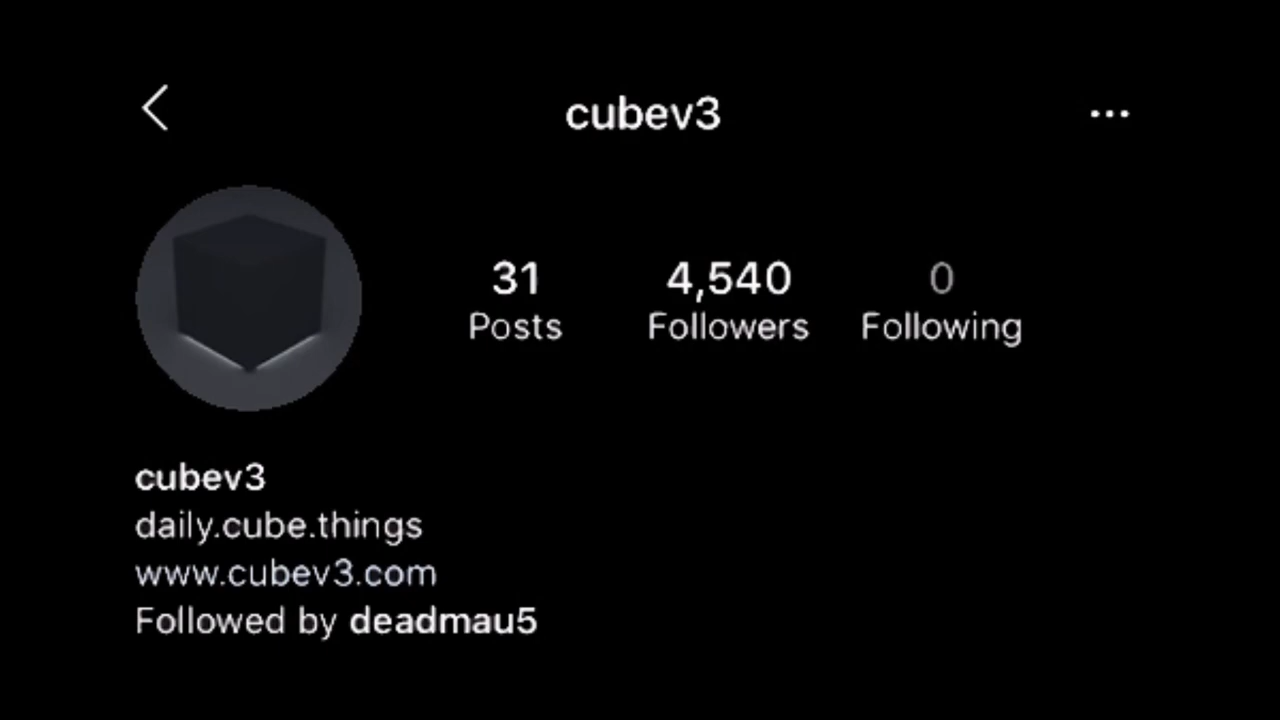 cubev3
31 4,540 0
Posts Followers Following
cubev3
daily.cube.things
www.cubev3.com
Followed by deadmau5